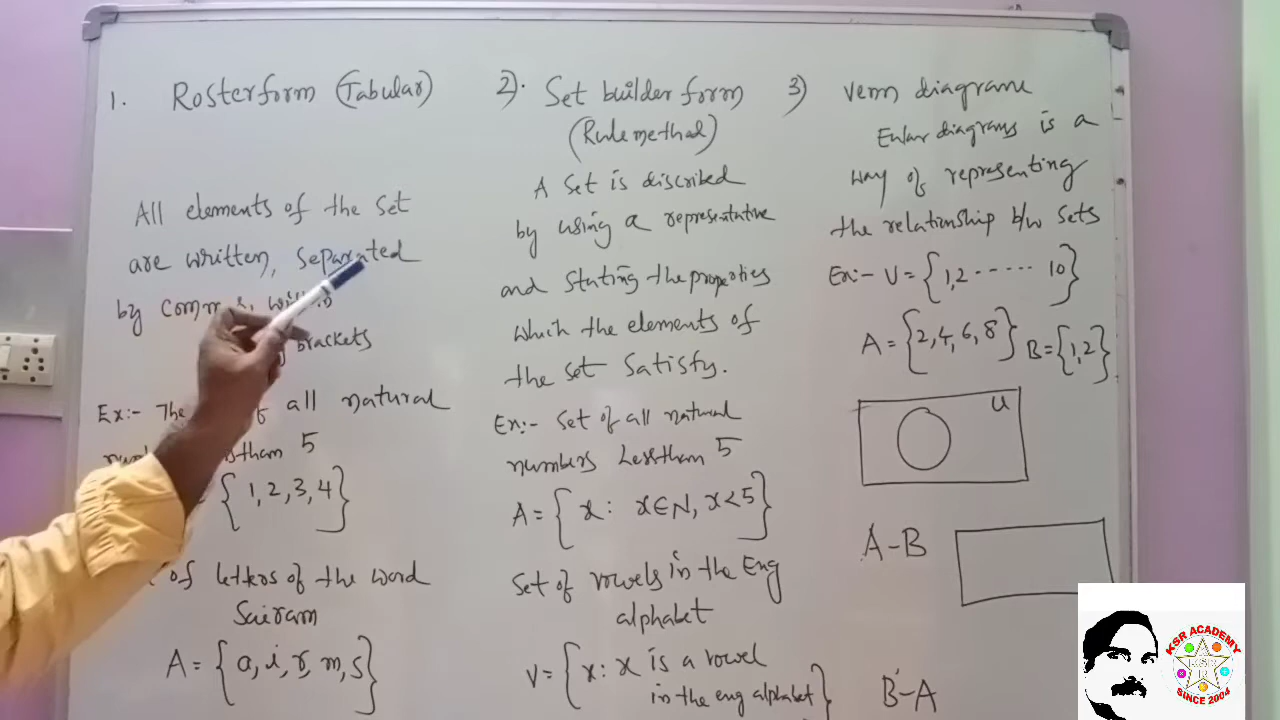 1. Rosterform (Tabular)
All elements of the set
are written, separated
by comm
brackets
Ex:- The all natural
5
{1,2,3,4}
of letters of the word
Sairam
A = {a, i, r, m, s}
2). Set builder form
(Rule methal)
A set is discribed
by using a representative
and stating the properties
which the elements of
the set satisfy.
Ex:- Set of all natural
numbers Lessthan 5
A = {x: x∈N, x<5}
Set of vowels in the Eng
alphabet
V = {x: x is a vowel
in the eng alphabet}
3) Venn diagrame
Eular diagrams is a
way of representing
the relationship b/w sets
Ex:- U = {1,2 ------ 10}
A = {2,4,6,8} B = {1,2}
U
A-B
B-A
KSR ACADEMY
KSR
SINCE 2004